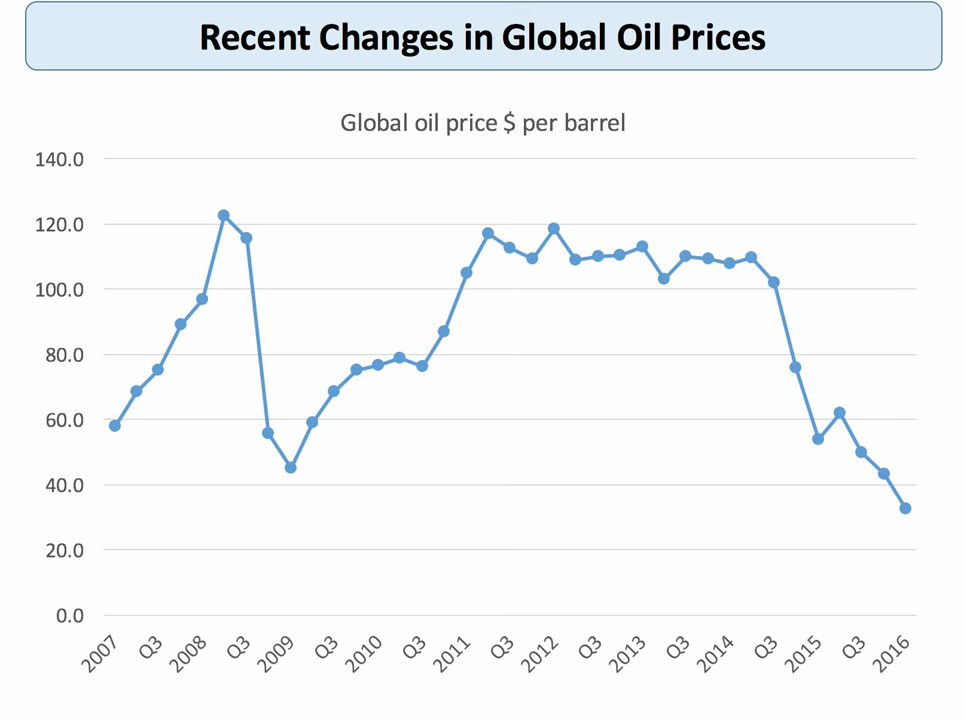 Recent Changes in Global Oil Prices
Global oil price $ per barrel
140.0
120.0
100.0
80.0
60.0
40.0
20.0
0.0
2007 Q3 2008 Q3 2009 Q3 2010 Q3 2011 Q3 2012 Q3 2013 Q3 2014 Q3 2015 Q3 2016